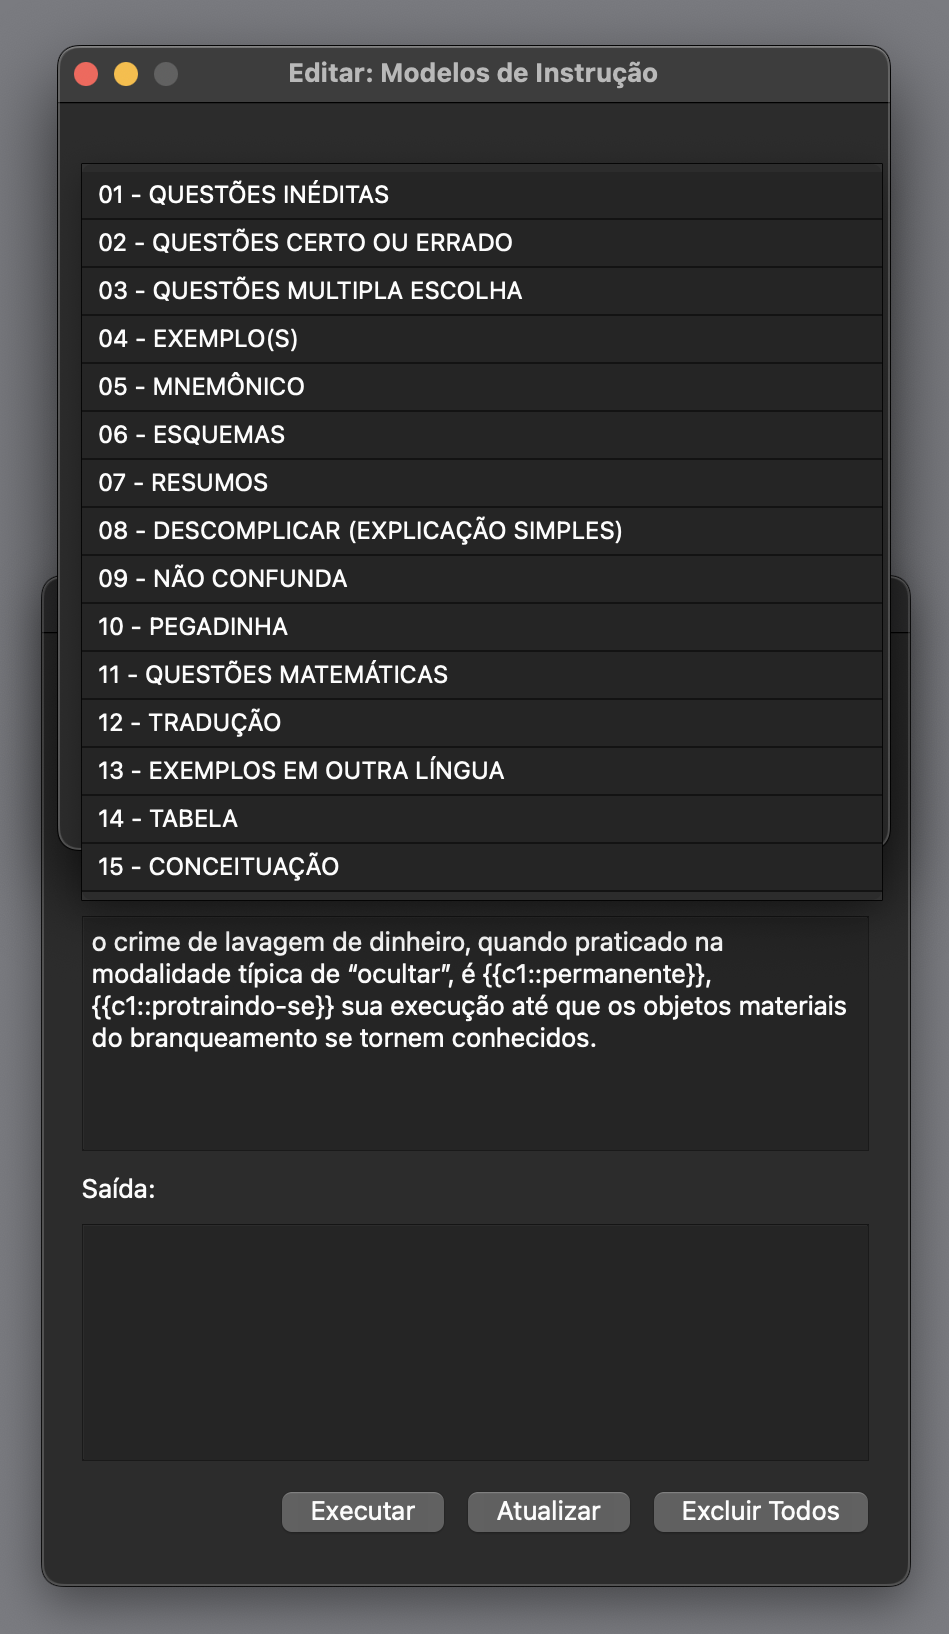 Editar: Modelos de Instrução
01 - QUESTÕES INÉDITAS
02 - QUESTÕES CERTO OU ERRADO
03 - QUESTÕES MULTIPLA ESCOLHA
04 - EXEMPLO(S)
05 - MNEMÔNICO
06 - ESQUEMAS
07 - RESUMOS
08 - DESCOMPLICAR (EXPLICAÇÃO SIMPLES)
09 - NÃO CONFUNDA
10 - PEGADINHA
11 - QUESTÕES MATEMÁTICAS
12 - TRADUÇÃO
13 - EXEMPLOS EM OUTRA LÍNGUA
14 - TABELA
15 - CONCEITUAÇÃO
o crime de lavagem de dinheiro, quando praticado na
modalidade típica de “ocultar”, é {{c1::permanente}},
{{c1::protraindo-se}} sua execução até que os objetos materiais
do branqueamento se tornem conhecidos.
Saída:
Executar
Atualizar
Excluir Todos